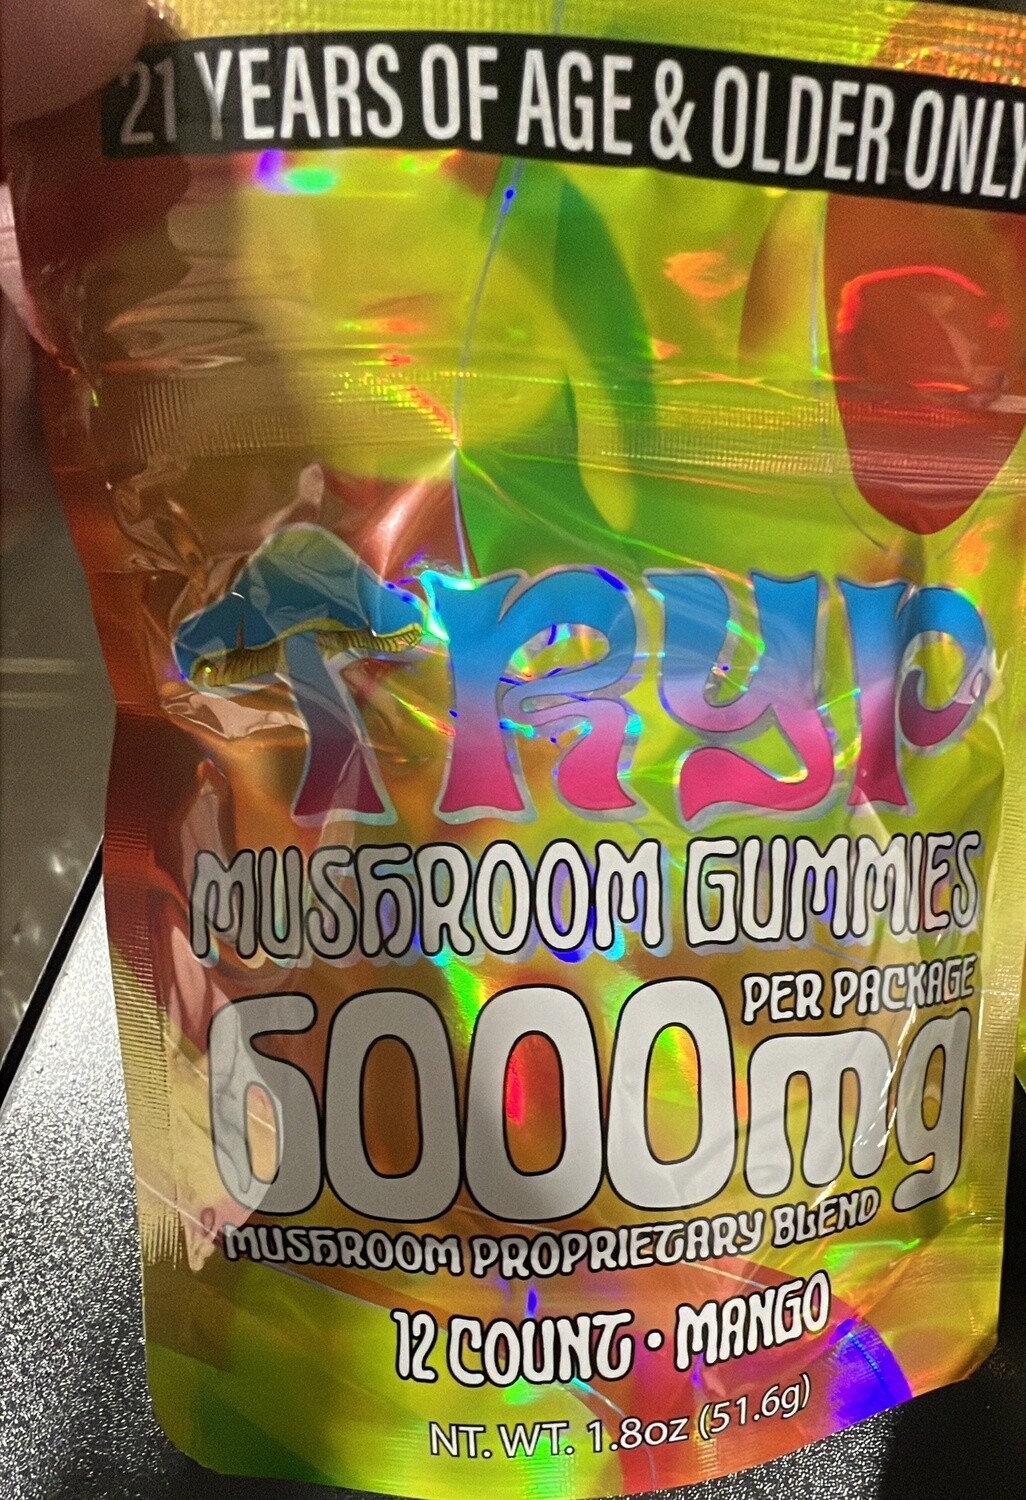 21 YEARS OF AGE & OLDER ONLY
TRYP
MUSHROOM GUMMIES
PER PACKAGE
6000mg
MUSHROOM PROPRIETARY BLEND
12 COUNT • MANGO
NT. WT. 1.8oz (51.6g)